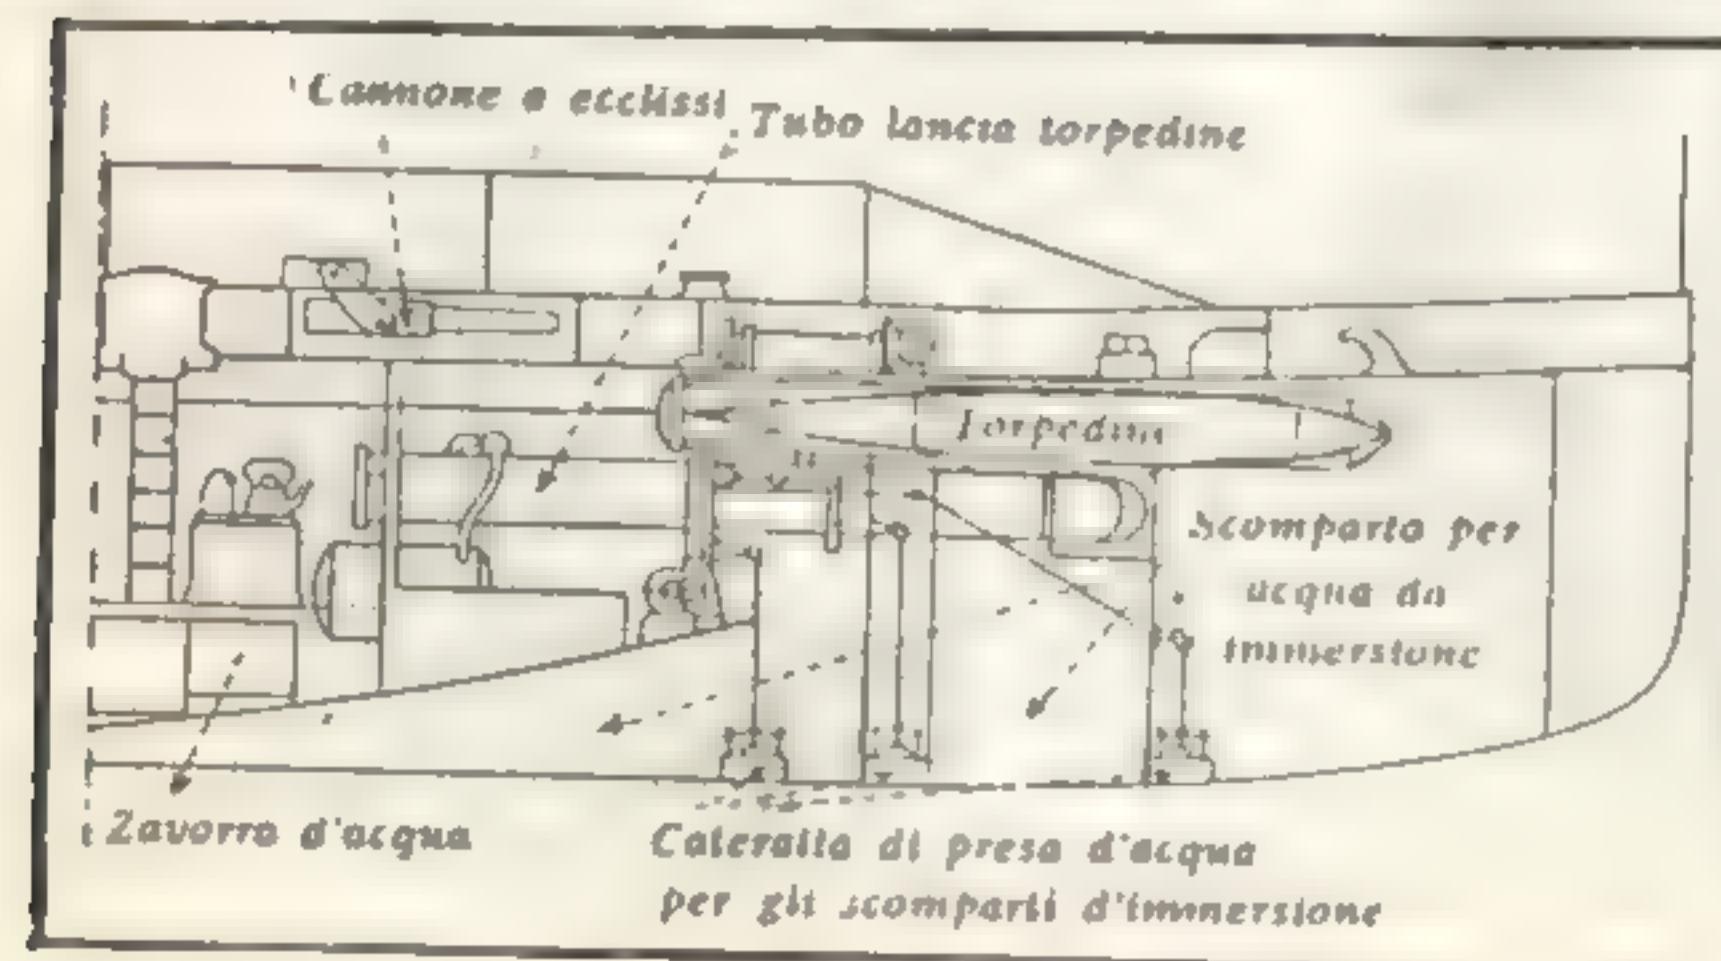 Cannone a ecclissi
Tubo lancia torpedine
Torpedine
Scomparto per
acqua da
immersione
Zavorra d'acqua
Cateratta di presa d'acqua
per gli scomparti d'immersione